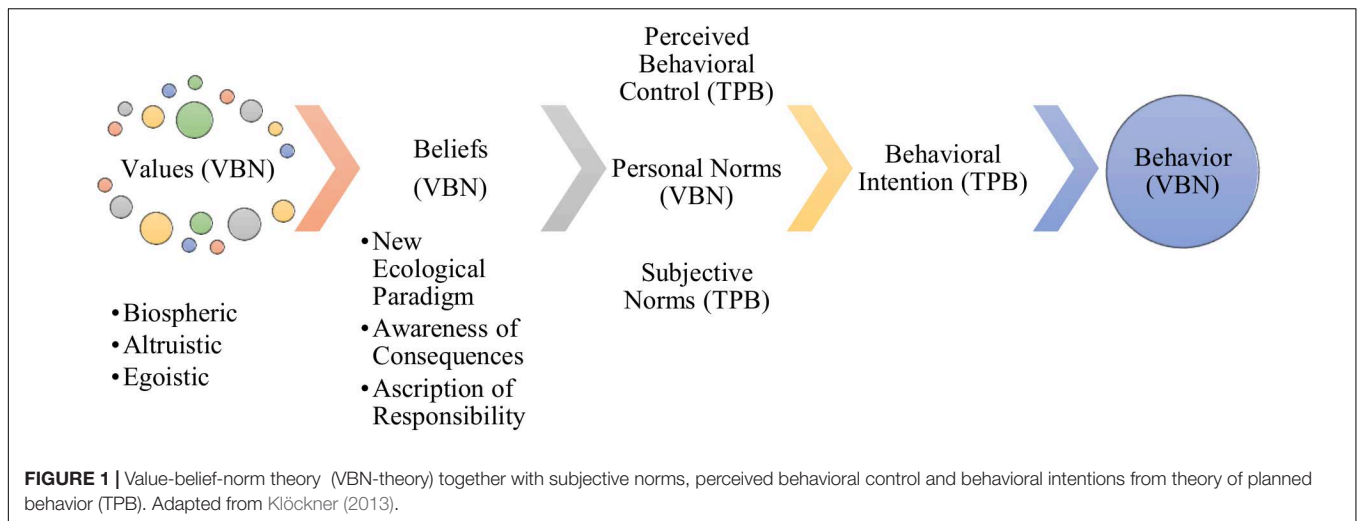 Values (VBN)
•Biospheric
•Altruistic
•Egoistic
Beliefs
(VBN)
•New
Ecological
Paradigm
•Awareness of
Consequences
•Ascription of
Responsibility
Perceived
Behavioral
Control (TPB)
Personal Norms
(VBN)
Subjective
Norms (TPB)
Behavioral
Intention (TPB)
Behavior
(VBN)
FIGURE 1 | Value-belief-norm theory (VBN-theory) together with subjective norms, perceived behavioral control and behavioral intentions from theory of planned
behavior (TPB). Adapted from Klöckner (2013).